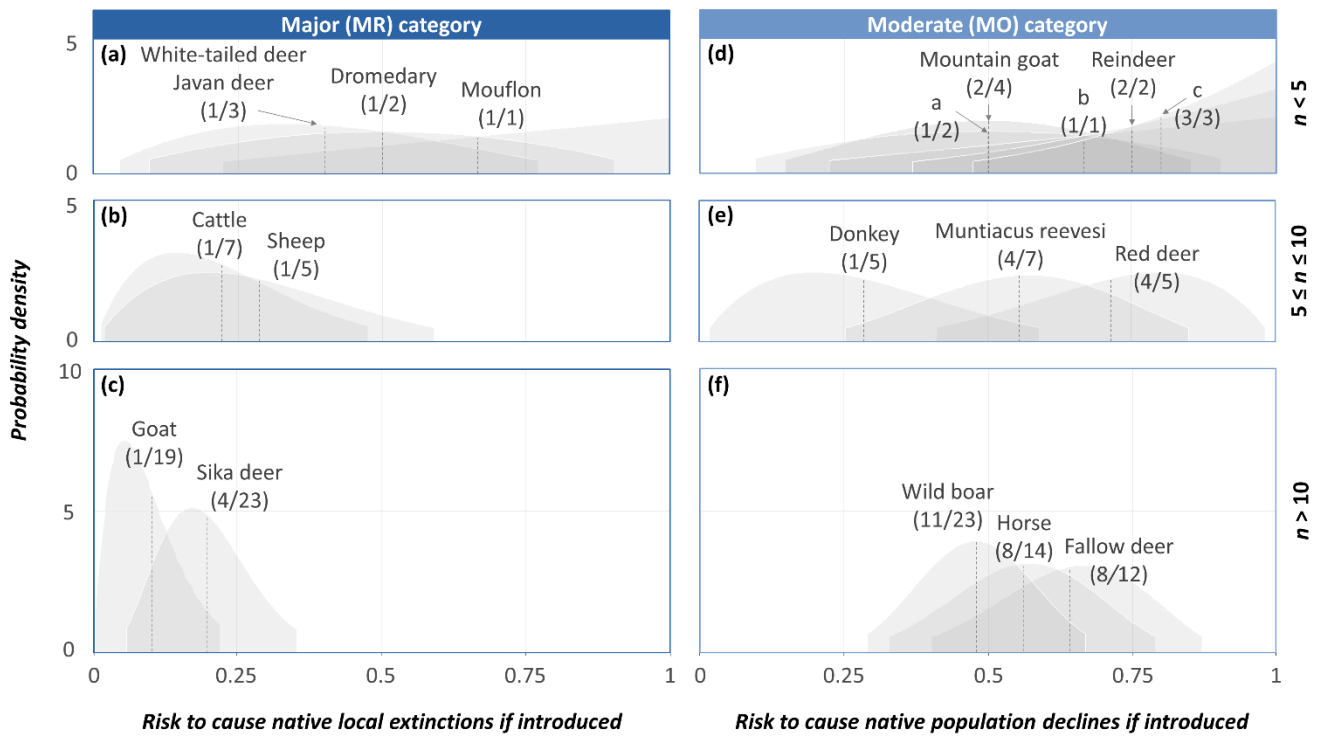 Major (MR) category
5
(a)
White-tailed deer
Javan deer
(1/3)
Dromedary
(1/2)
Mouflon
(1/1)
0
5
(b)
Cattle
(1/7)
Sheep
(1/5)
0
10
(c)
Goat
(1/19)
Sika deer
(4/23)
5
0
0
0.25
0.5
0.75
1
Probability density
Risk to cause native local extinctions if introduced
Moderate (MO) category
(d)
Mountain goat
(2/4)
Reindeer
(2/2)
a
(1/2)
b
(1/1)
c
(3/3)
n < 5
(e)
Donkey
(1/5)
Muntiacus reevesi
(4/7)
Red deer
(4/5)
5 ≤ n ≤ 10
(f)
Wild boar
(11/23)
Horse
(8/14)
Fallow deer
(8/12)
n > 10
0
0.25
0.5
0.75
1
Risk to cause native population declines if introduced